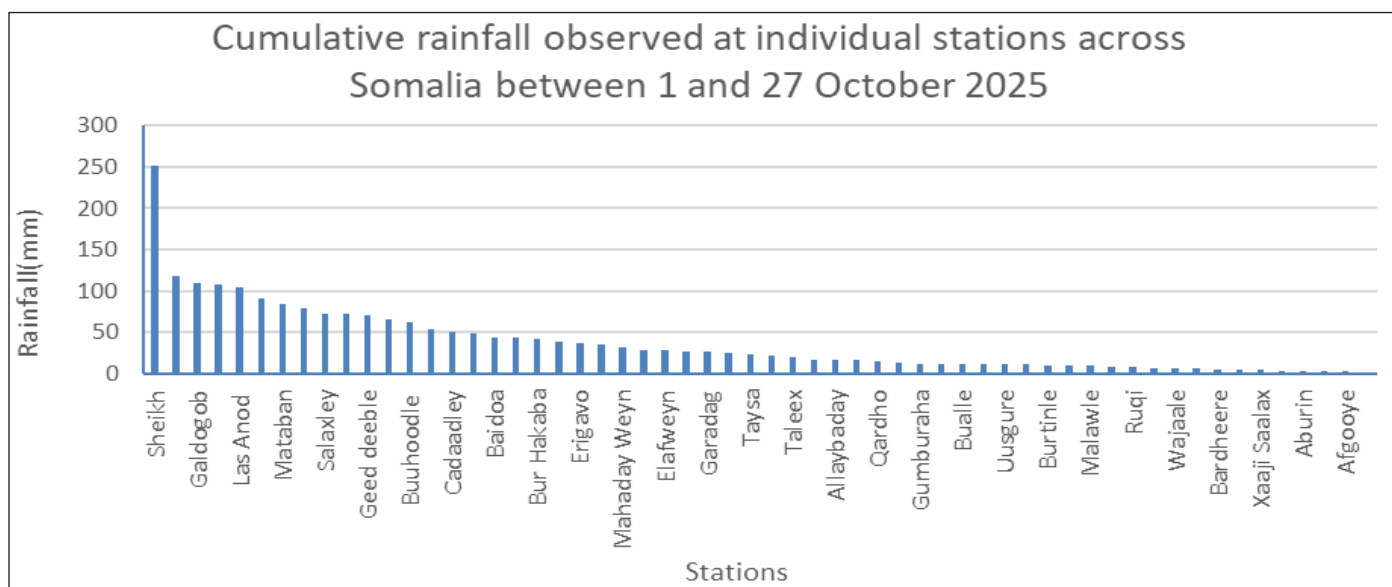 Cumulative rainfall observed at individual stations across
Somalia between 1 and 27 October 2025
Rainfall(mm)
300
250
200
150
100
50
0
Sheikh
Galdogob
Las Anod
Mataban
Salaxley
Geed deeble
Buuhoodle
Cadaadley
Baidoa
Bur Hakaba
Erigavo
Mahaday Weyn
Elafweyn
Garadag
Taysa
Taleex
Allaybaday
Qardho
Gumburaha
Bualle
Uusgure
Burtinle
Malawle
Ruqi
Wajaale
Bardheere
Xaaji Saalax
Aburin
Afgooye
Stations